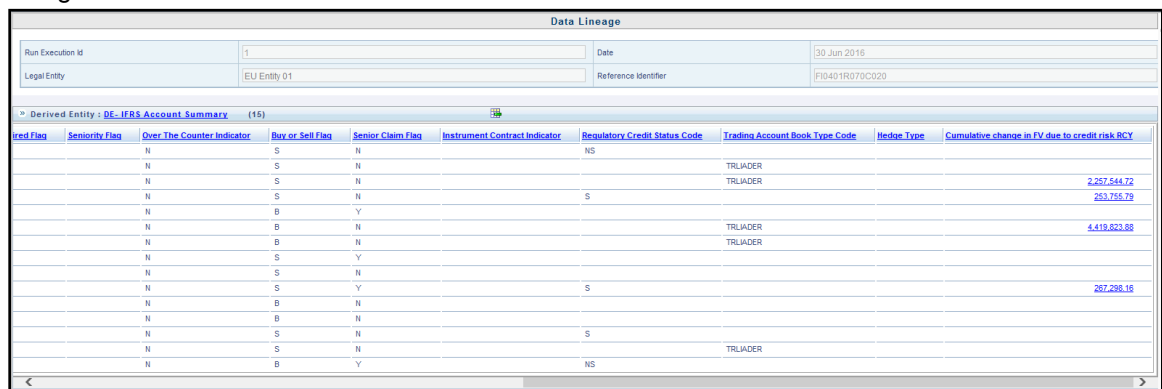 Data Lineage
Run Execution Id 1 Date 30 Jun 2016
Legal Entity EU Entity 01 Reference Identifier FI0401R070C020
» Derived Entity : DE- IFRS Account Summary (15)
ired Flag Seniority Flag Over The Counter Indicator Buy or Sell Flag Senior Claim Flag Instrument Contract Indicator Regulatory Credit Status Code Trading Account Book Type Code Hedge Type Cumulative change in FV due to credit risk RCY
N S N NS
N S N TRLIADER
N S N TRLIADER 2,257,544.72
N S N S 253,755.79
N B Y
N B N TRLIADER 4,419,823.88
N B N TRLIADER
N S Y
N S N
N S Y S 267,298.16
N B N
N B N
N S N S
N S N TRLIADER
N B Y NS